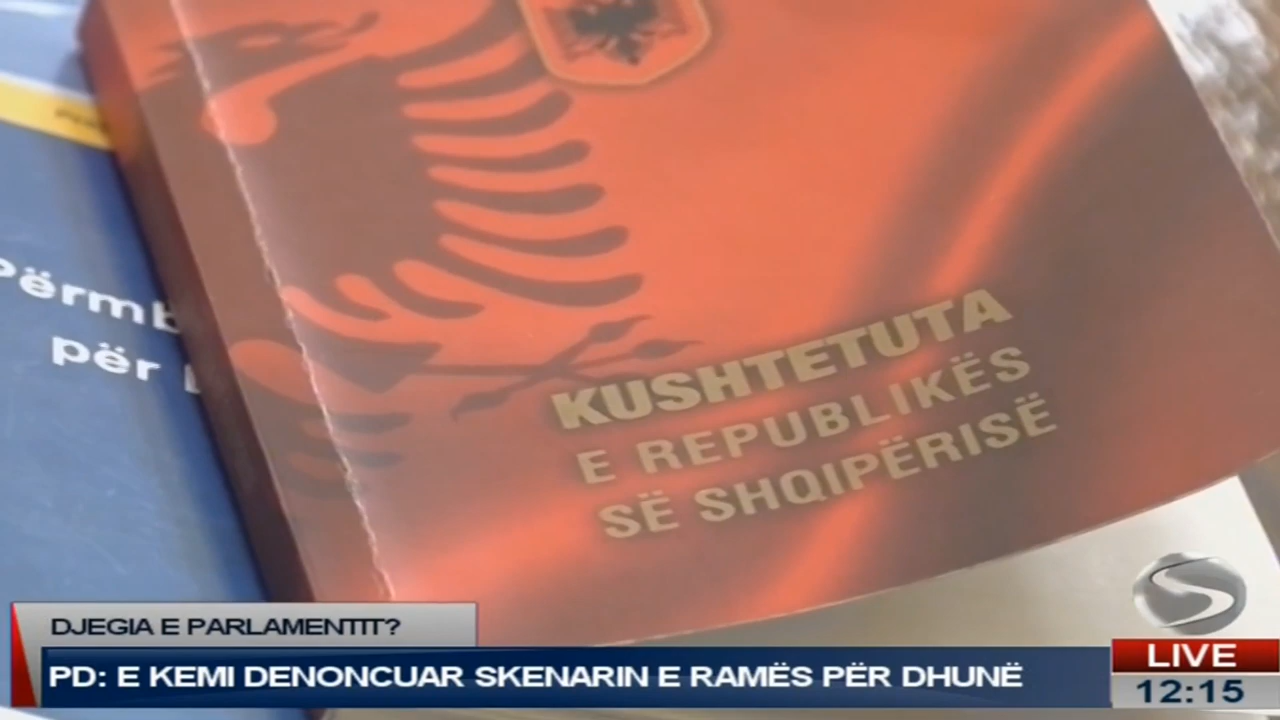 KUSHTETUTA
E REPUBLIKËS
SË SHQIPËRISË
për
DJEGIA E PARLAMENTIT?
PD: E KEMI DENONCUAR SKENARIN E RAMËS PËR DHUNË
LIVE
12:15